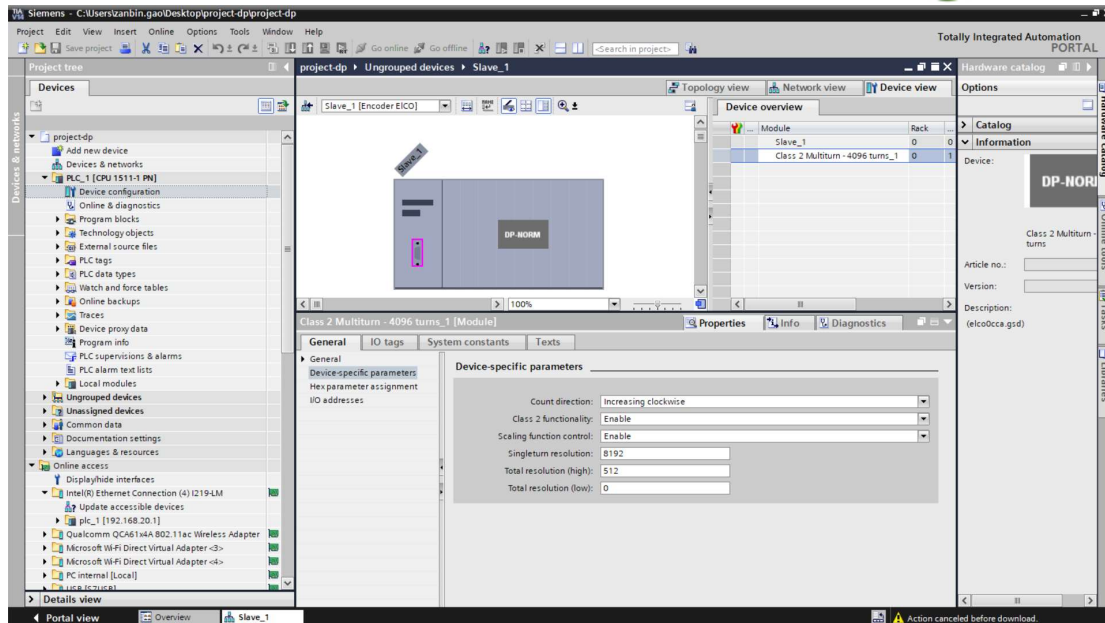 Siemens - C:\Users\zanbin.gao\Desktop\project-dp\project-dp
Project Edit View Insert Online Options Tools Window Help
Save project
Go online
Go offline
<Search in project>
Totally Integrated Automation
PORTAL
Project tree
Devices
Devices & networks
project-dp
Add new device
Devices & networks
PLC_1 [CPU 1511-1 PN]
Device configuration
Online & diagnostics
Program blocks
Technology objects
External source files
PLC tags
PLC data types
Watch and force tables
Online backups
Traces
Device proxy data
Program info
PLC supervisions & alarms
PLC alarm text lists
Local modules
Ungrouped devices
Unassigned devices
Common data
Documentation settings
Languages & resources
Online access
Display/hide interfaces
Intel(R) Ethernet Connection (4) I219-LM
Update accessible devices
plc_1 [192.168.20.1]
Qualcomm QCA61x4A 802.11ac Wireless Adapter
Microsoft Wi-Fi Direct Virtual Adapter <3>
Microsoft Wi-Fi Direct Virtual Adapter <4>
PC internal [Local]
USB [S7USB]
Details view
project-dp Ungrouped devices Slave_1
Topology view
Network view
Device view
Slave_1 [Encoder ElCO]
Slave_1
DP-NORM
100%
Device overview
... Module Rack ...
Slave_1 0 0
Class 2 Multiturn - 4096 turns_1 0 1
Class 2 Multiturn - 4096 turns_1 [Module]
Properties
Info
Diagnostics
General
IO tags
System constants
Texts
General
Device-specific parameters
Hex parameter assignment
I/O addresses
Device-specific parameters
Count direction: Increasing clockwise
Class 2 functionality: Enable
Scaling function control: Enable
Singleturn resolution: 8192
Total resolution (high): 512
Total resolution (low): 0
Hardware catalog
Options
Catalog
Information
Device:
DP-NOR
Class 2 Multiturn -
turns
Article no.:
Version:
Description:
(elco0cca.gsd)
Hardware catalog
Online tools
Tasks
Libraries
Portal view
Overview
Slave_1
Action canceled before download.